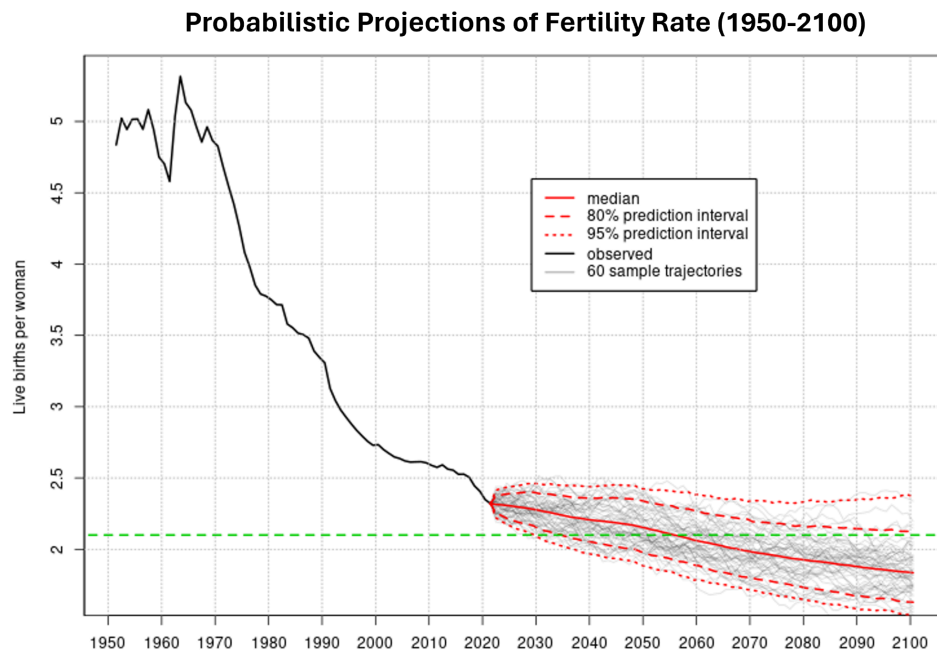 Probabilistic Projections of Fertility Rate (1950-2100)
Live births per woman
5
4.5
4
3.5
3
2.5
2
median
80% prediction interval
95% prediction interval
observed
60 sample trajectories
1950 1960 1970 1980 1990 2000 2010 2020 2030 2040 2050 2060 2070 2080 2090 2100